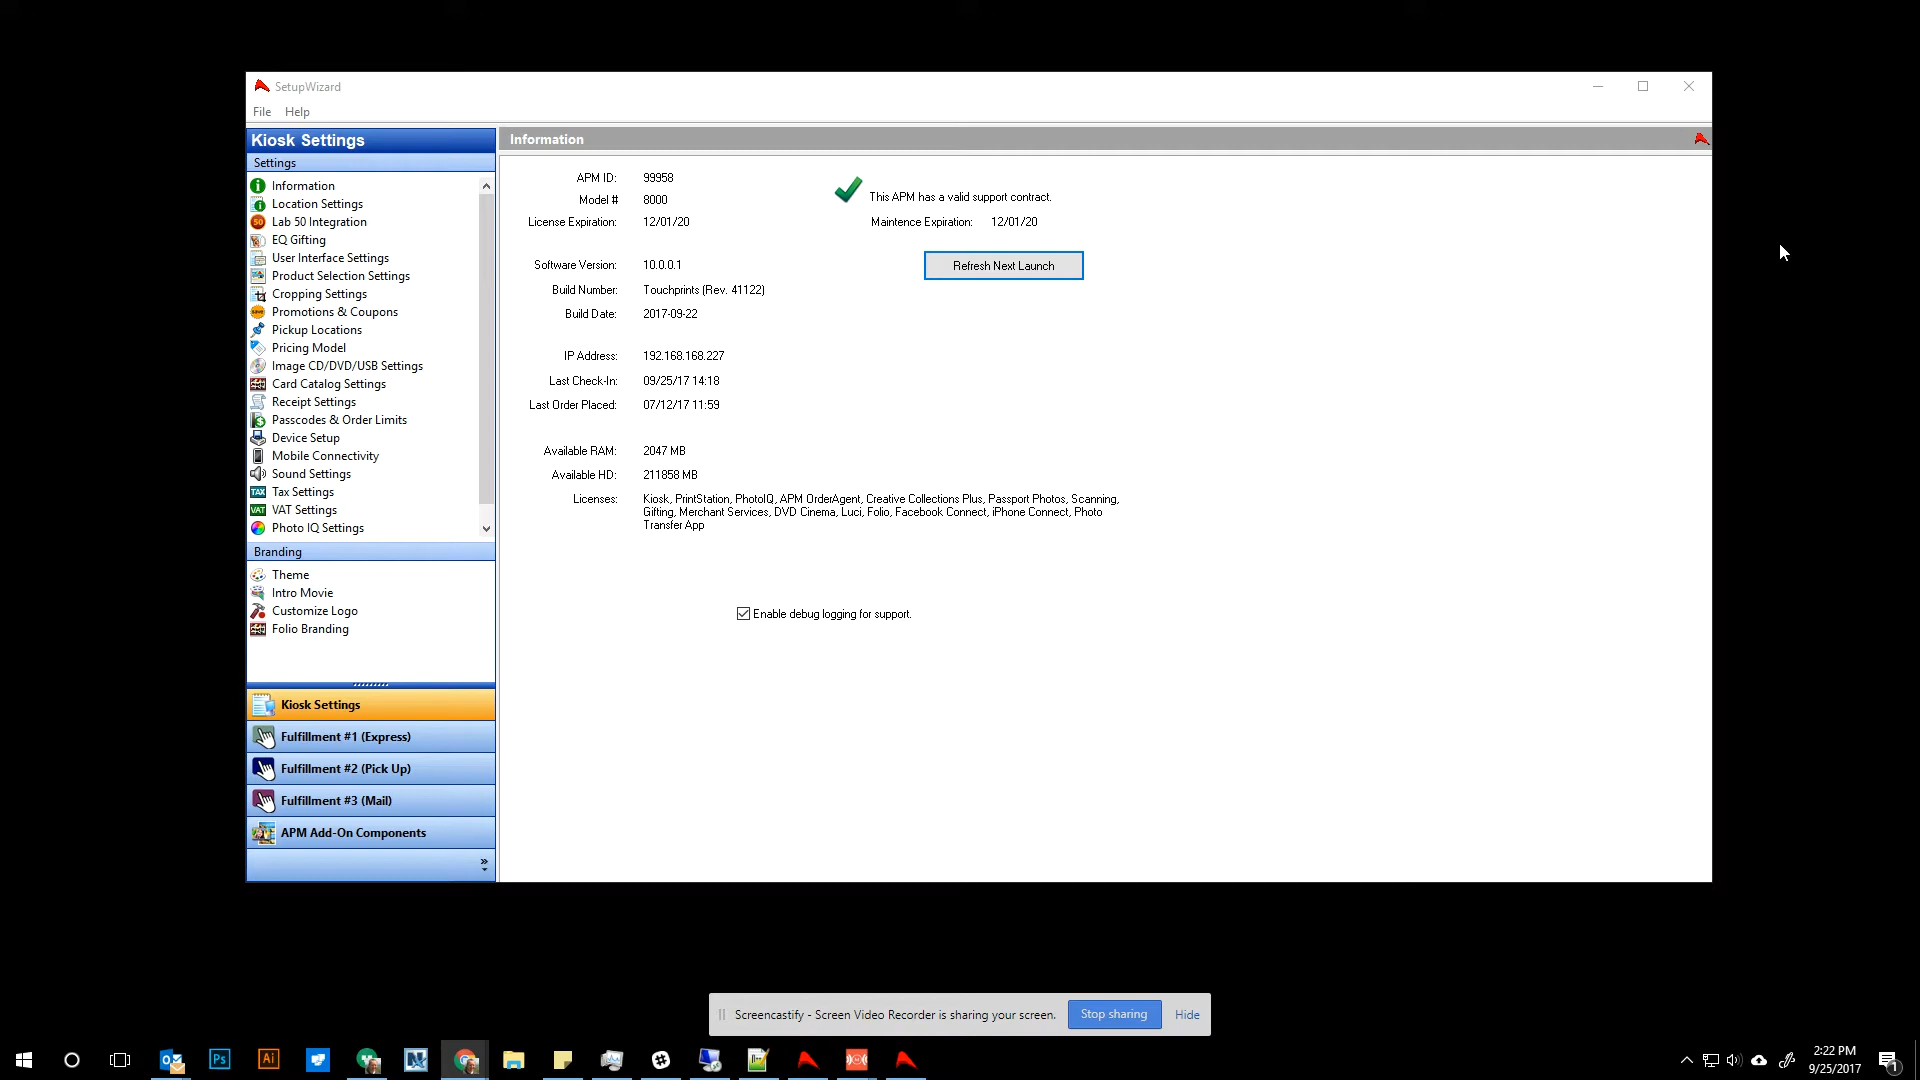 SetupWizard
File Help
Kiosk Settings
Settings
Information
Location Settings
Lab 50 Integration
EQ Gifting
User Interface Settings
Product Selection Settings
Cropping Settings
Promotions & Coupons
Pickup Locations
Pricing Model
Image CD/DVD/USB Settings
Card Catalog Settings
Receipt Settings
Passcodes & Order Limits
Device Setup
Mobile Connectivity
Sound Settings
Tax Settings
VAT Settings
Photo IQ Settings
Branding
Theme
Intro Movie
Customize Logo
Folio Branding
Kiosk Settings
Fulfillment #1 (Express)
Fulfillment #2 (Pick Up)
Fulfillment #3 (Mail)
APM Add-On Components
Information
APM ID: 99958
Model # 8000
License Expiration: 12/01/20
This APM has a valid support contract.
Maintence Expiration: 12/01/20
Software Version: 10.0.0.1
Refresh Next Launch
Build Number: Touchprints (Rev. 41122)
Build Date: 2017-09-22
IP Address: 192.168.168.227
Last Check-In: 09/25/17 14:18
Last Order Placed: 07/12/17 11:59
Available RAM: 2047 MB
Available HD: 211858 MB
Licenses: Kiosk, PrintStation, PhotoIQ, APM OrderAgent, Creative Collections Plus, Passport Photos, Scanning,
Gifting, Merchant Services, DVD Cinema, Luci, Folio, Facebook Connect, iPhone Connect, Photo
Transfer App
Enable debug logging for support.
Screencastify - Screen Video Recorder is sharing your screen. Stop sharing Hide
2:22 PM
9/25/2017